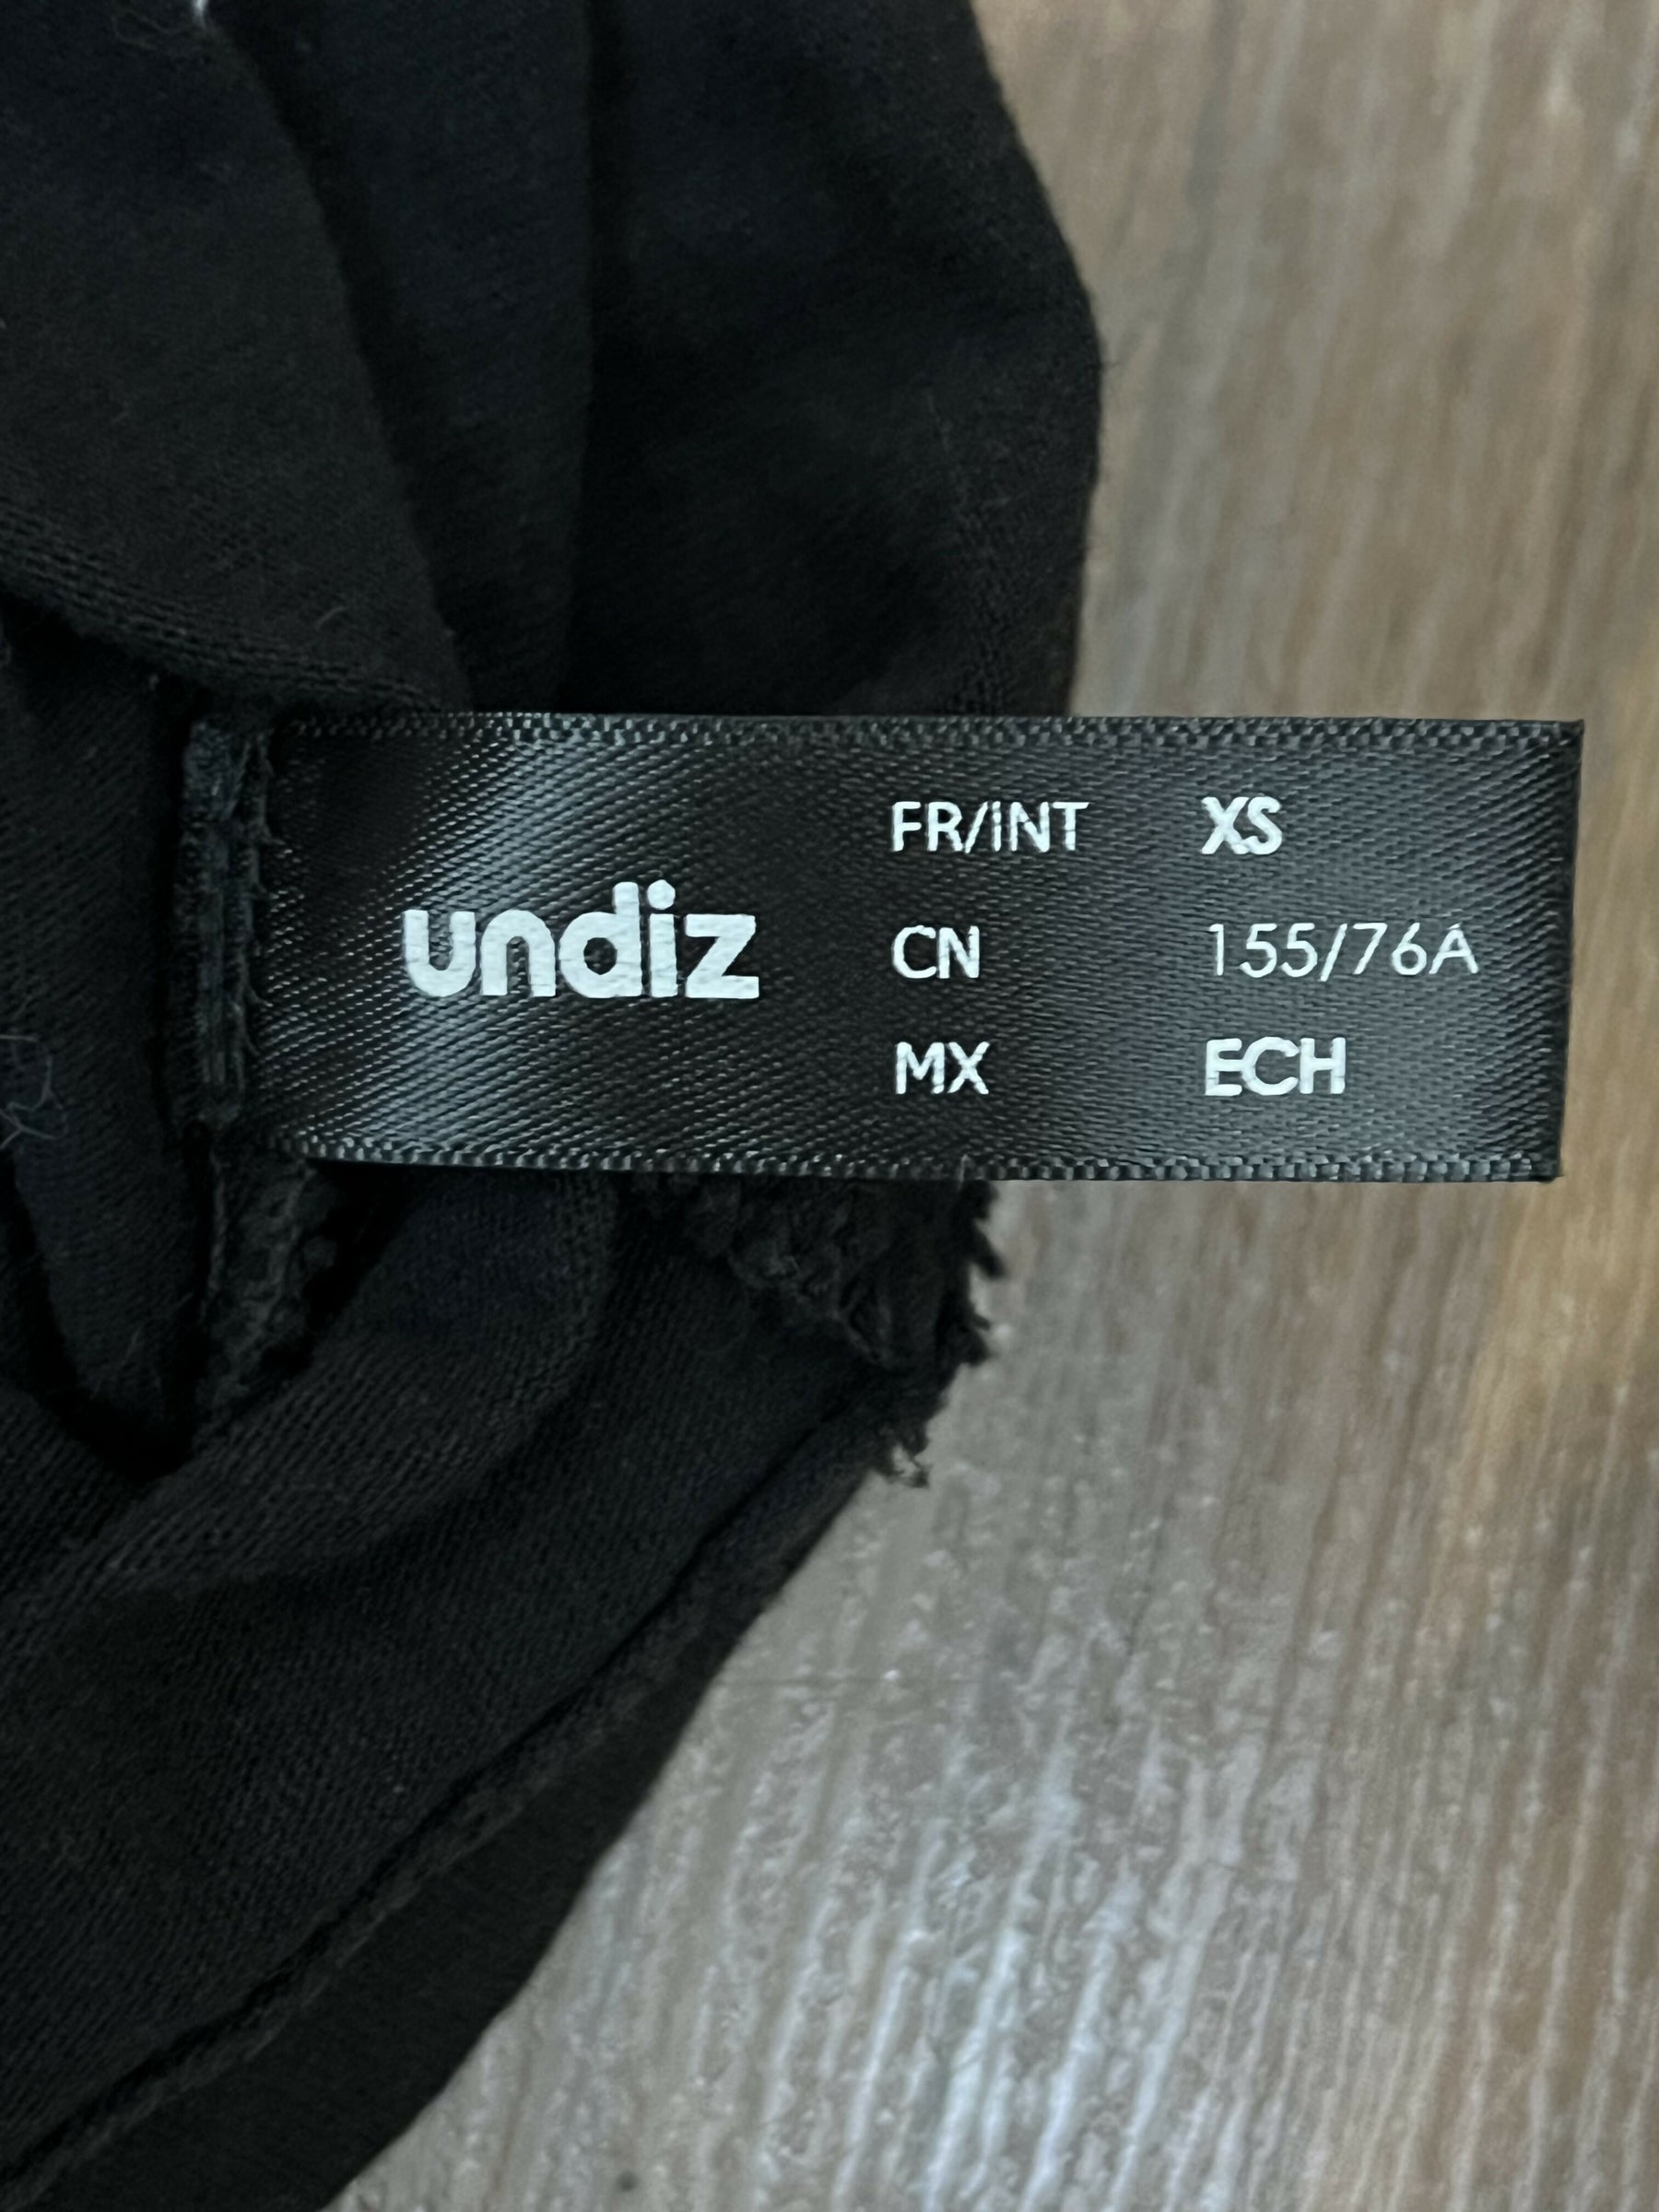 undiz
FR/INT XS
CN 155/76A
MX ECH